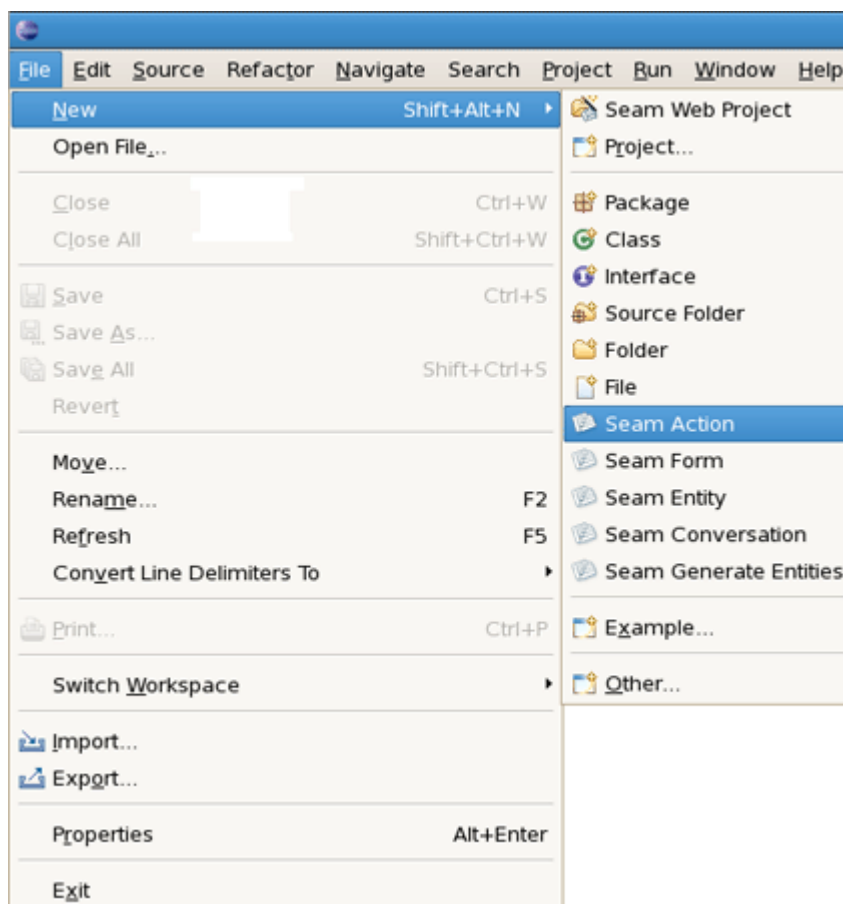 File Edit Source Refactor Navigate Search Project Run Window Help
New Shift+Alt+N
Open File...
Close Ctrl+W
Close All Shift+Ctrl+W
Save Ctrl+S
Save As...
Save All Shift+Ctrl+S
Revert
Move...
Rename... F2
Refresh F5
Convert Line Delimiters To
Print... Ctrl+P
Switch Workspace
Import...
Export...
Properties Alt+Enter
Exit
Seam Web Project
Project...
Package
Class
Interface
Source Folder
Folder
File
Seam Action
Seam Form
Seam Entity
Seam Conversation
Seam Generate Entities
Example...
Other...